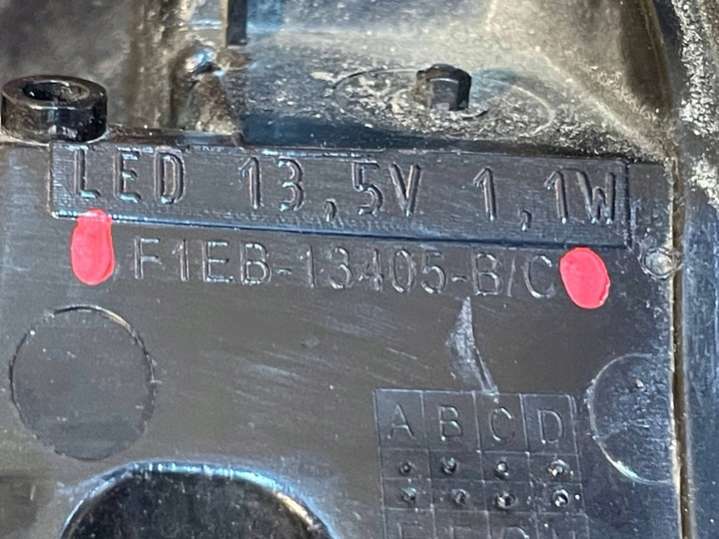 LED 13,5V 1,1W
F1EB-13405-B/C
A B C D